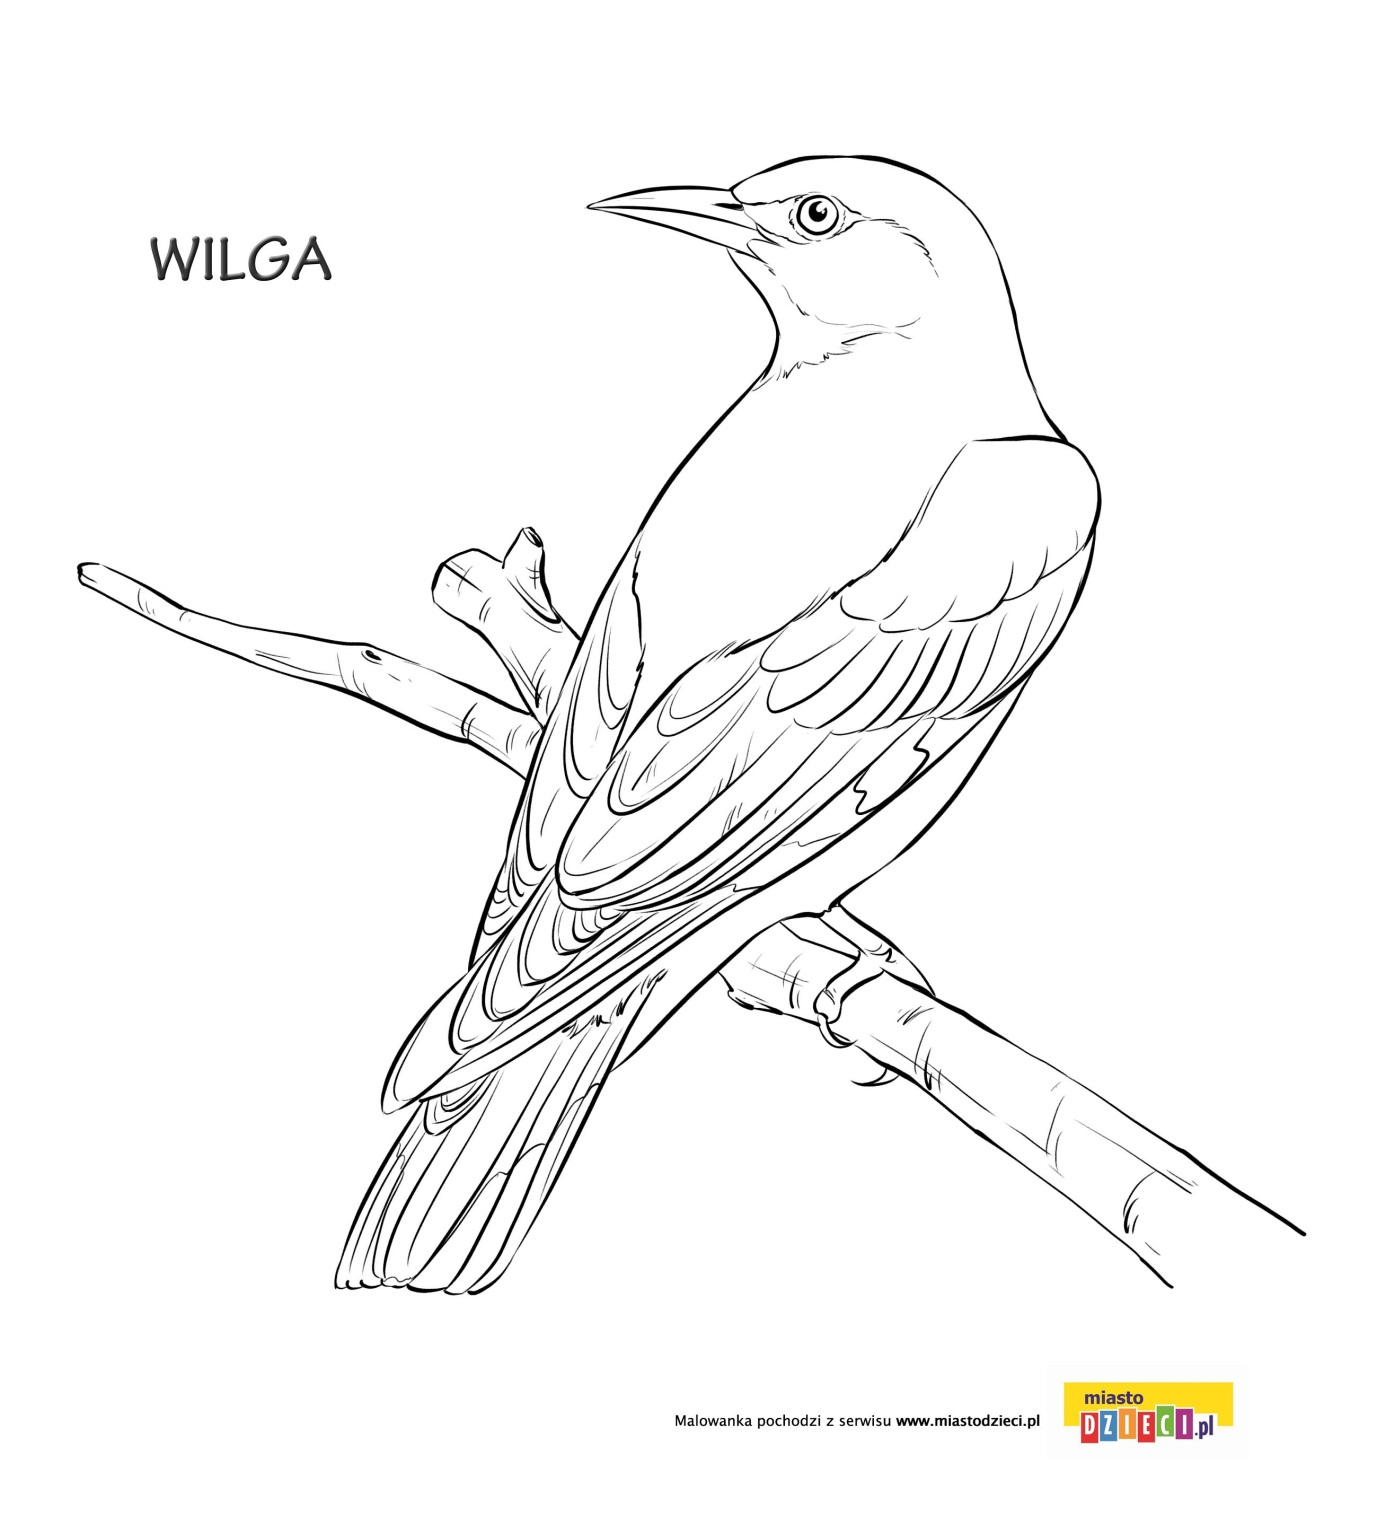 WILGA
Malowanka pochodzi z serwisu www.miastodzieci.pl
miasto
DZIECI.pl